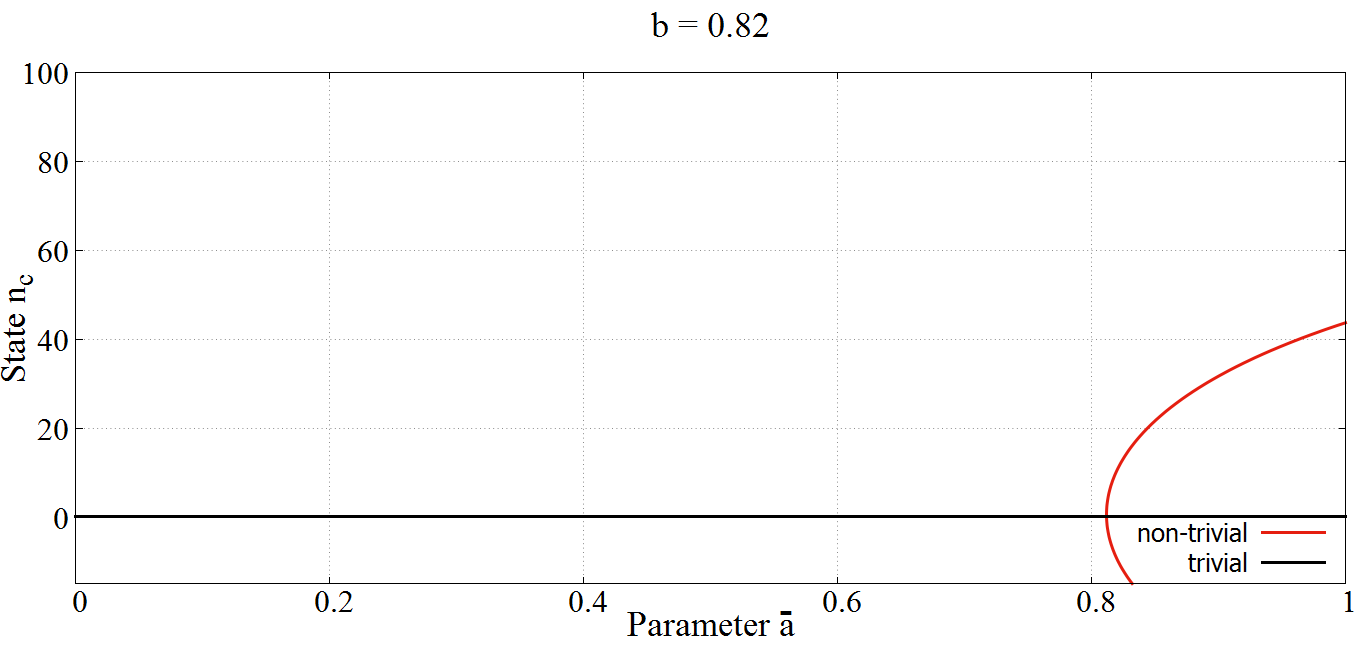 b = 0.82
100
80
60
40
20
0
State n_c
non-trivial
trivial
0 0.2 0.4 0.6 0.8 1
Parameter ā